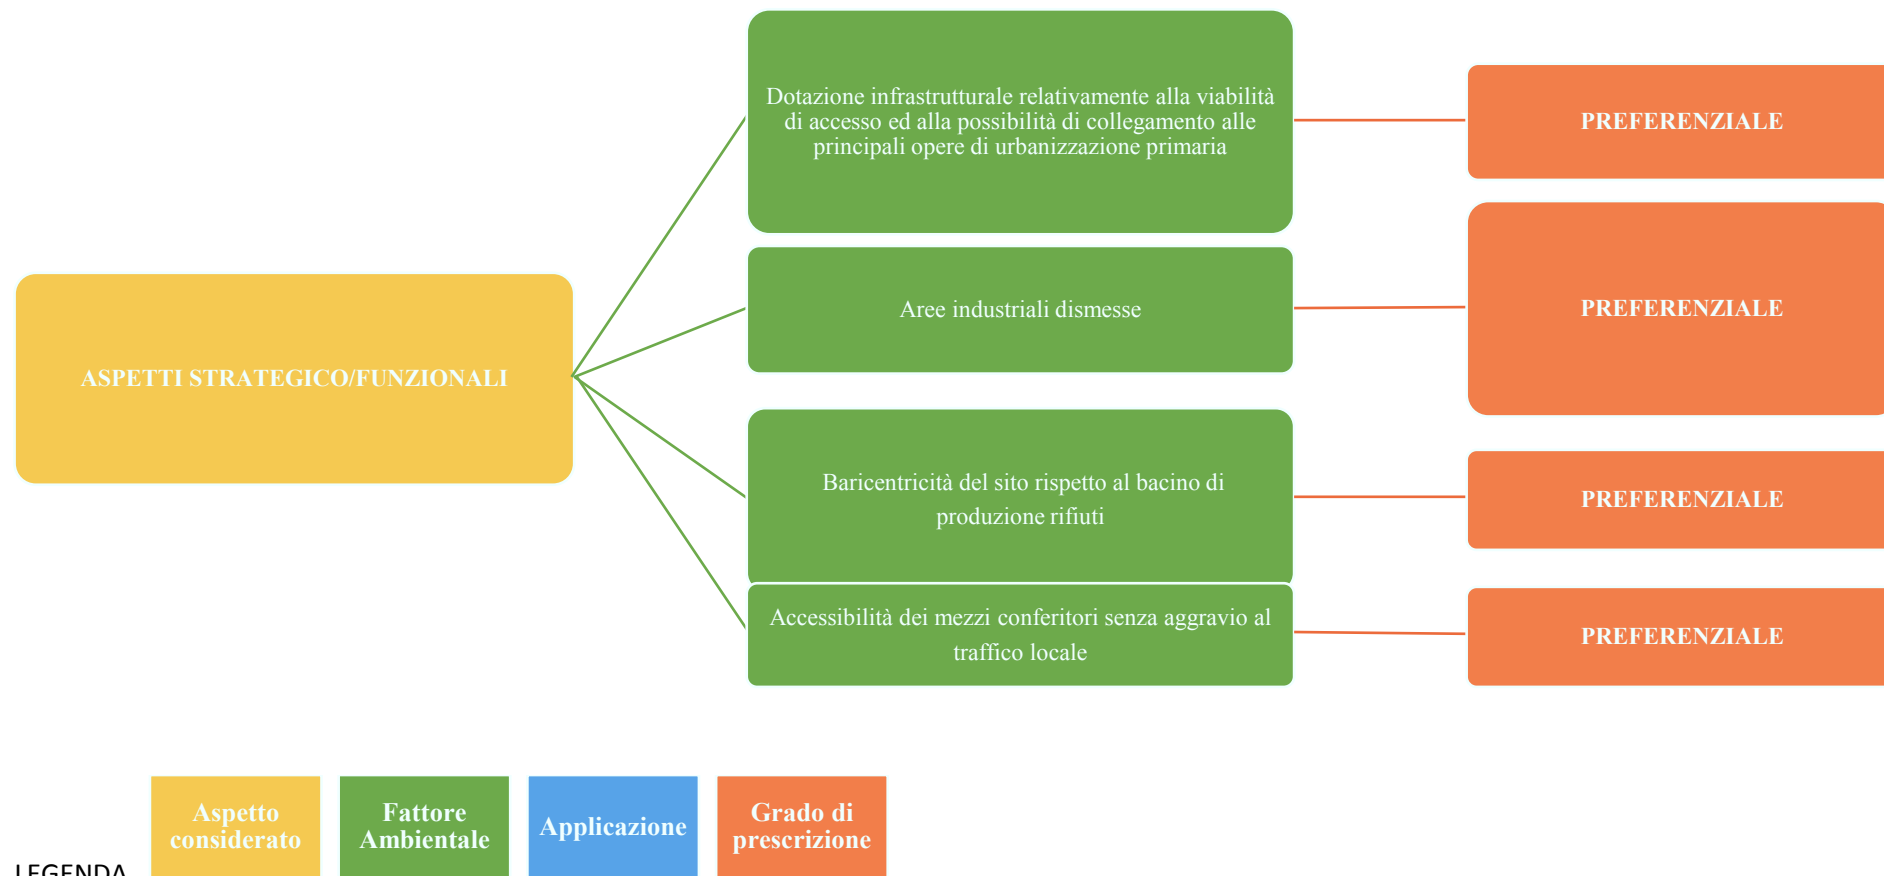 Dotazione infrastrutturale relativamente alla viabilità
di accesso ed alla possibilità di collegamento alle
principali opere di urbanizzazione primaria
PREFERENZIALE
Aree industriali dismesse
PREFERENZIALE
ASPETTI STRATEGICO/FUNZIONALI
Baricentricità del sito rispetto al bacino di
produzione rifiuti
PREFERENZIALE
Accessibilità dei mezzi conferitori senza aggravio al
traffico locale
PREFERENZIALE
LEGENDA
Aspetto
considerato
Fattore
Ambientale
Applicazione
Grado di
prescrizione